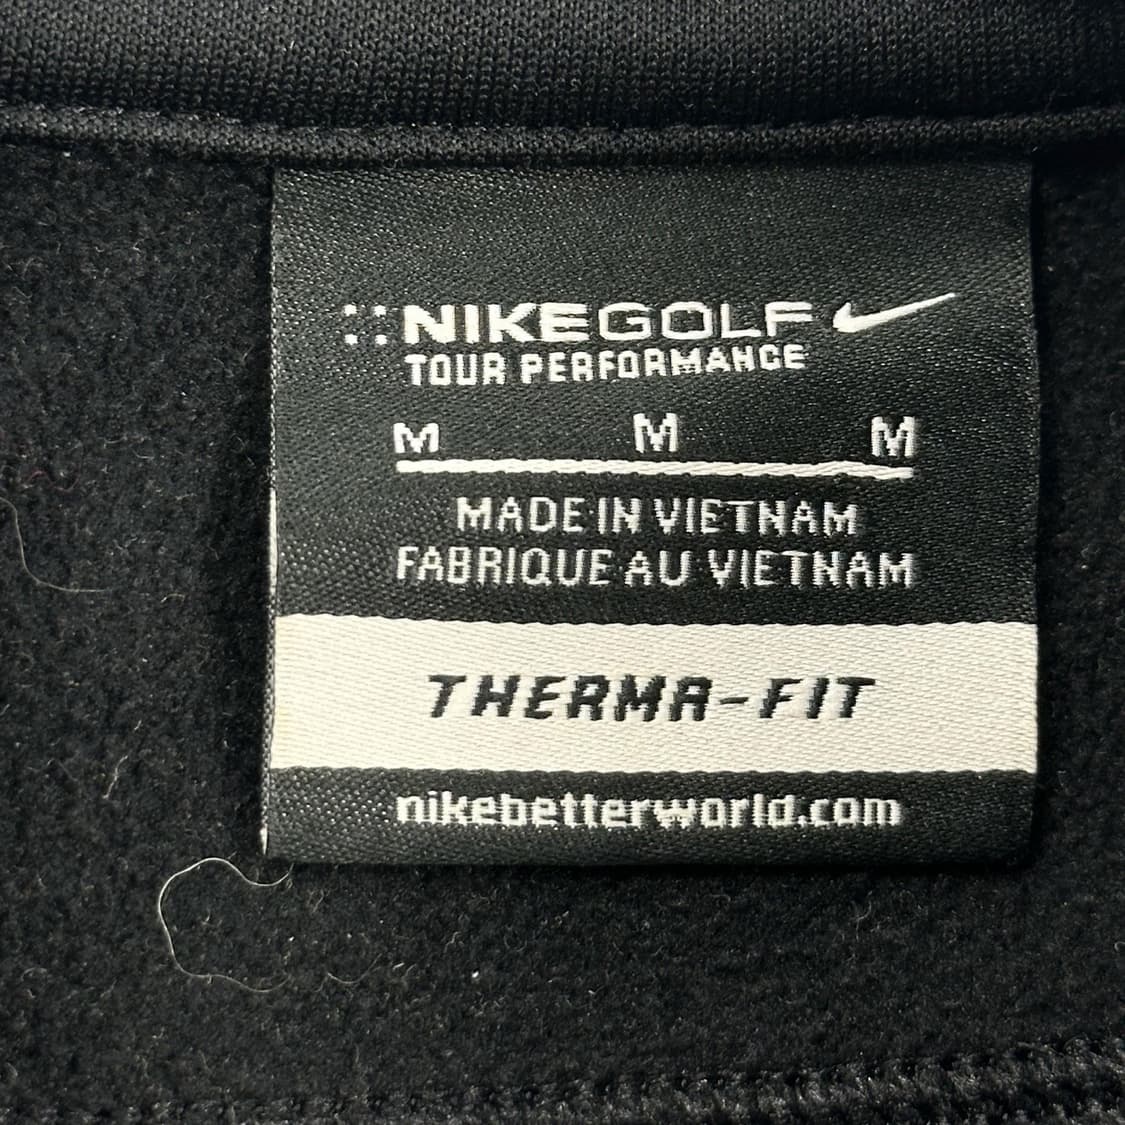 NIKEGOLF
TOUR PERFORMANCE
M M M
MADE IN VIETNAM
FABRIQUE AU VIETNAM
THERMA-FIT
nikebetterworld.com